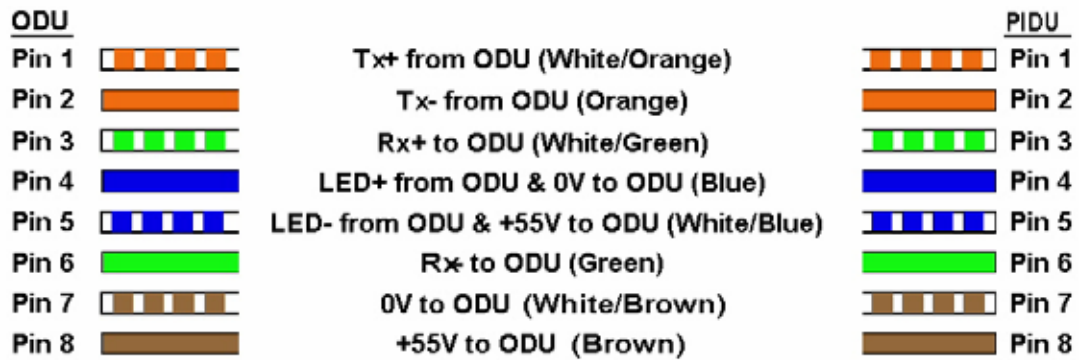 ODU PIDU
Pin 1 Tx+ from ODU (White/Orange) Pin 1
Pin 2 Tx- from ODU (Orange) Pin 2
Pin 3 Rx+ to ODU (White/Green) Pin 3
Pin 4 LED+ from ODU & 0V to ODU (Blue) Pin 4
Pin 5 LED- from ODU & +55V to ODU (White/Blue) Pin 5
Pin 6 Rx- to ODU (Green) Pin 6
Pin 7 0V to ODU (White/Brown) Pin 7
Pin 8 +55V to ODU (Brown) Pin 8